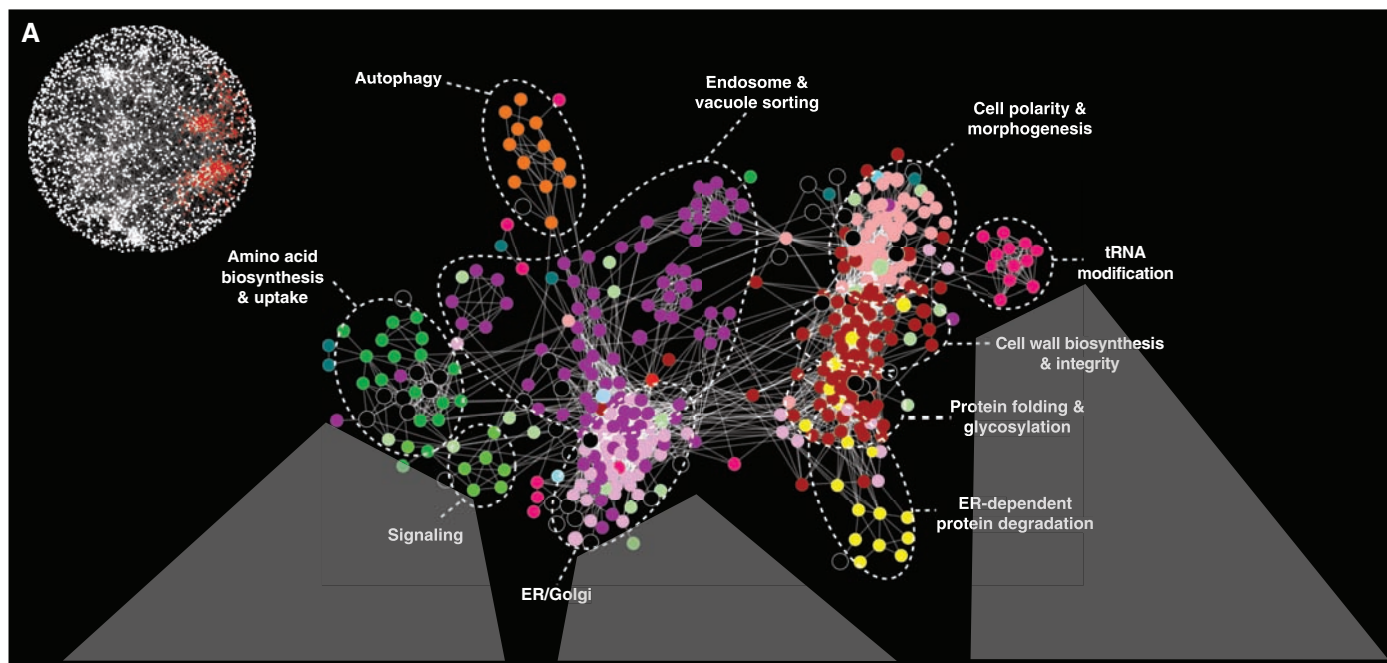 A
Autophagy
Endosome &
vacuole sorting
Cell polarity &
morphogenesis
Amino acid
biosynthesis
& uptake
tRNA
modification
Cell wall biosynthesis
& integrity
Protein folding &
glycosylation
ER-dependent
protein degradation
Signaling
ER/Golgi